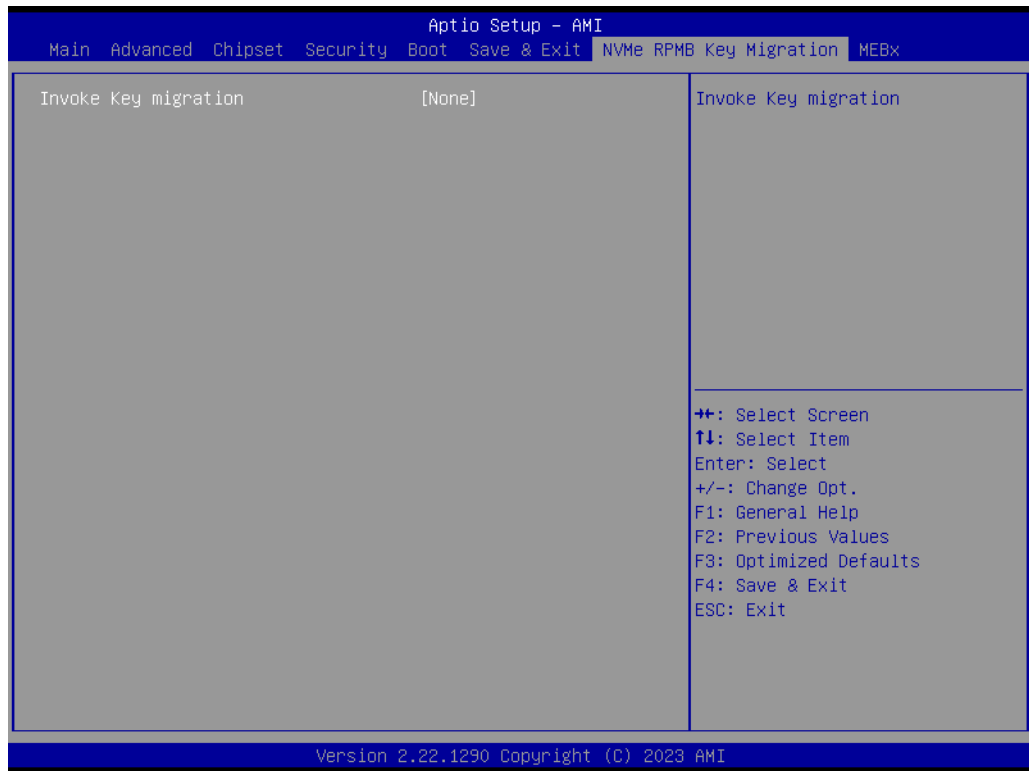 Aptio Setup – AMI
Main Advanced Chipset Security Boot Save & Exit NVMe RPMB Key Migration MEBx
Invoke Key migration [None]
Invoke Key migration
→←: Select Screen
↑↓: Select Item
Enter: Select
+/-: Change Opt.
F1: General Help
F2: Previous Values
F3: Optimized Defaults
F4: Save & Exit
ESC: Exit
Version 2.22.1290 Copyright (C) 2023 AMI